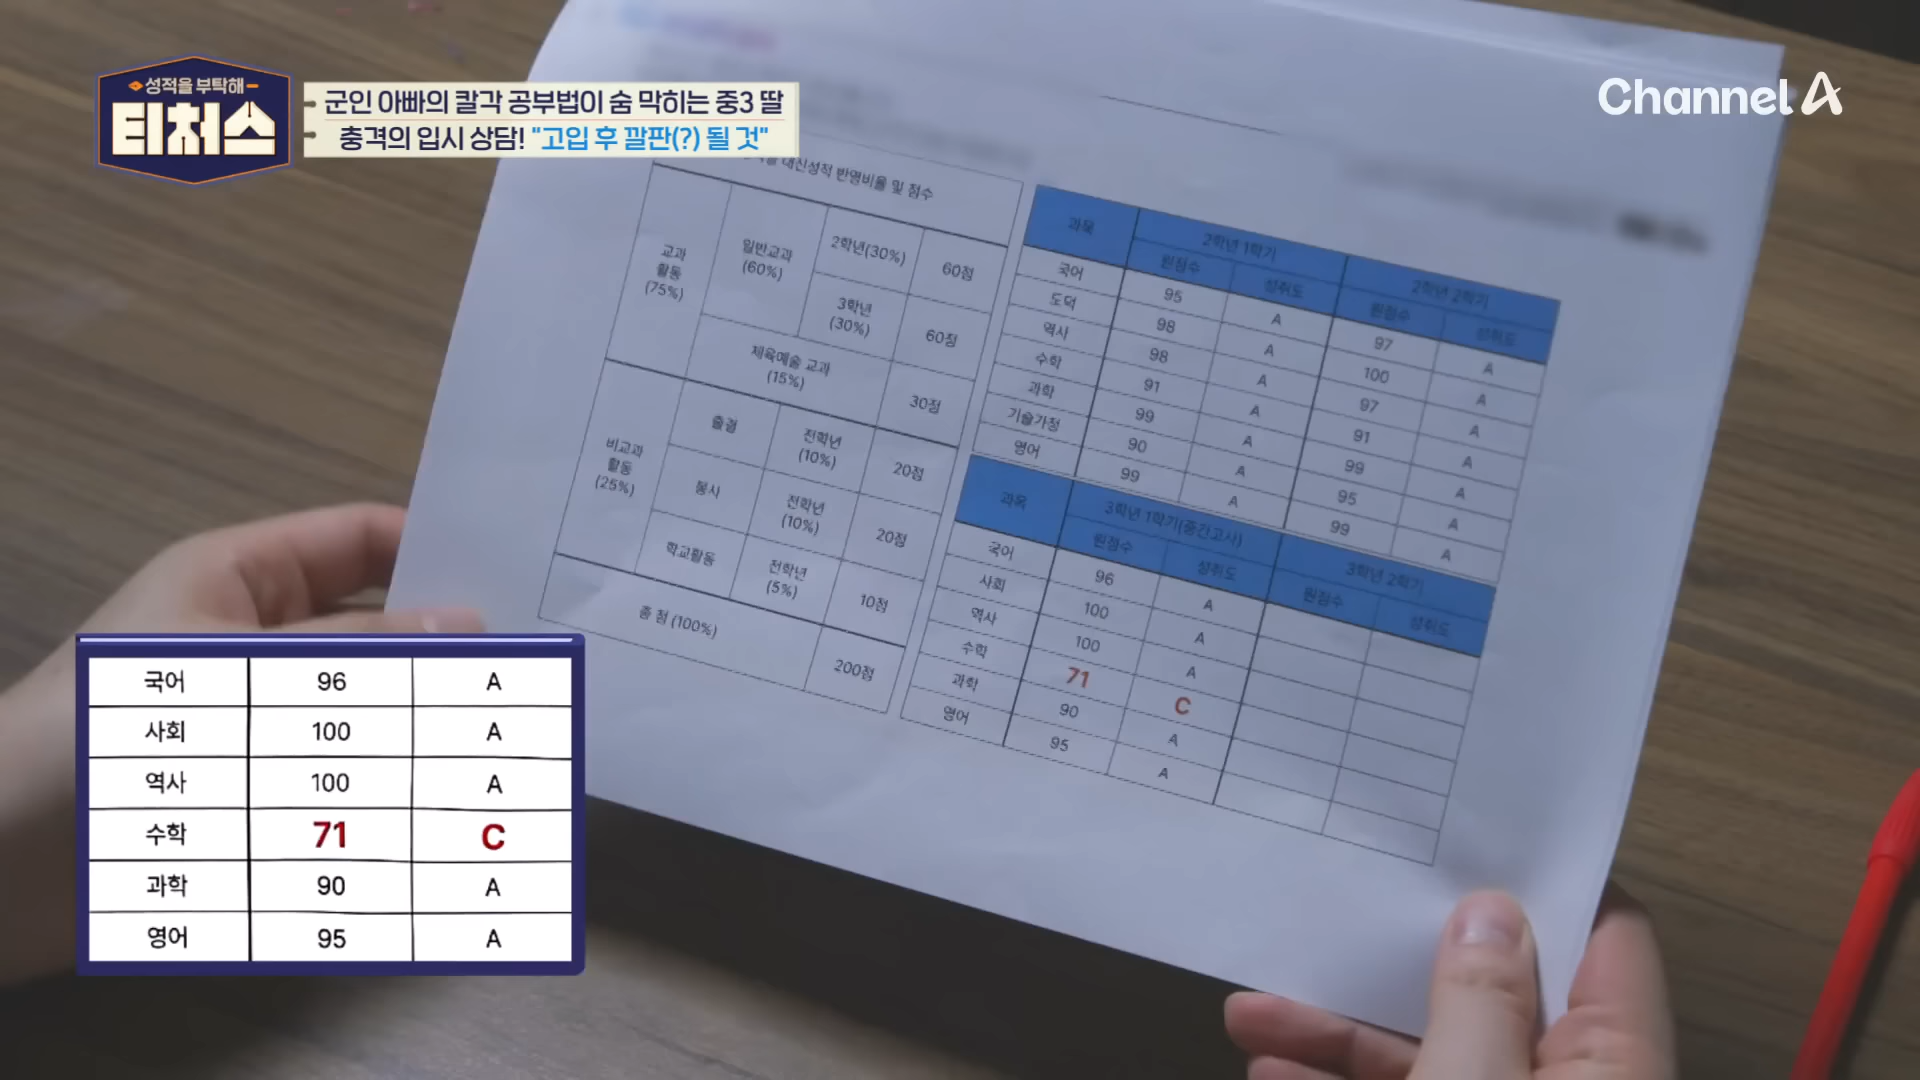 성적을 부탁해
티처스
군인 아빠의 칼각 공부법이 숨 막히는 중3 딸
충격의 입시 상담! "고입 후 깔판(?) 될 것"
Channel A
내신성적 반영비율 및 점수
교과 활동 (75%)
일반교과 (60%)
2학년(30%) 60점
3학년 (30%) 60점
체육예술 교과 (15%) 30점
비교과 활동 (25%)
출결 전학년 (10%) 20점
봉사 전학년 (10%) 20점
학교활동 전학년 (5%) 10점
총 점 (100%) 200점
과목 2학년 1학기 2학년 2학기
원점수 성취도 원점수 성취도
국어 95 A 97 A
도덕 98 A 100 A
역사 98 A 97 A
수학 91 A 91 A
과학 99 A 99 A
기술가정 90 A 95 A
영어 99 A 99 A
과목 3학년 1학기(중간고사) 3학년 2학기
원점수 성취도 원점수 성취도
국어 96 A
사회 100 A
역사 100 A
수학 71 C
과학 90 A
영어 95 A
국어 96 A
사회 100 A
역사 100 A
수학 71 C
과학 90 A
영어 95 A